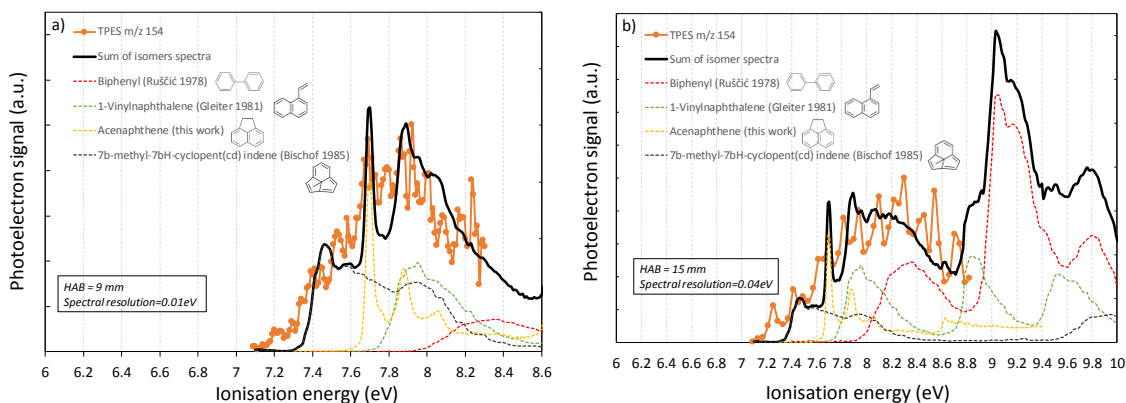 a)
Photoelectron signal (a.u.)
TPES m/z 154
Sum of isomers spectra
Biphenyl (Ruščić 1978)
1-Vinylnaphthalene (Gleiter 1981)
Acenaphthene (this work)
7b-methyl-7bH-cyclopent(cd) indene (Bischof 1985)
HAB = 9 mm
Spectral resolution=0.01eV
6 6.2 6.4 6.6 6.8 7 7.2 7.4 7.6 7.8 8 8.2 8.4 8.6
Ionisation energy (eV)
b)
Photoelectron signal (a.u.)
TPES m/z 154
Sum of isomer spectra
Biphenyl (Ruščić 1978)
1-Vinylnaphthalene (Gleiter 1981)
Acenaphthene (this work)
7b-methyl-7bH-cyclopent(cd) indene (Bischof 1985)
HAB = 15 mm
Spectral resolution=0.04eV
6 6.2 6.4 6.6 6.8 7 7.2 7.4 7.6 7.8 8 8.2 8.4 8.6 8.8 9 9.2 9.4 9.6 9.8 10
Ionisation energy (eV)